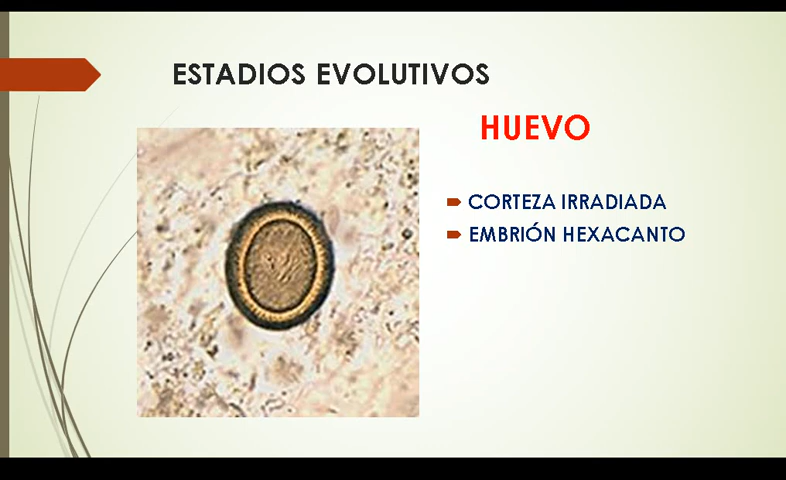 ESTADIOS EVOLUTIVOS
HUEVO
CORTEZA IRRADIADA
EMBRIÓN HEXACANTO